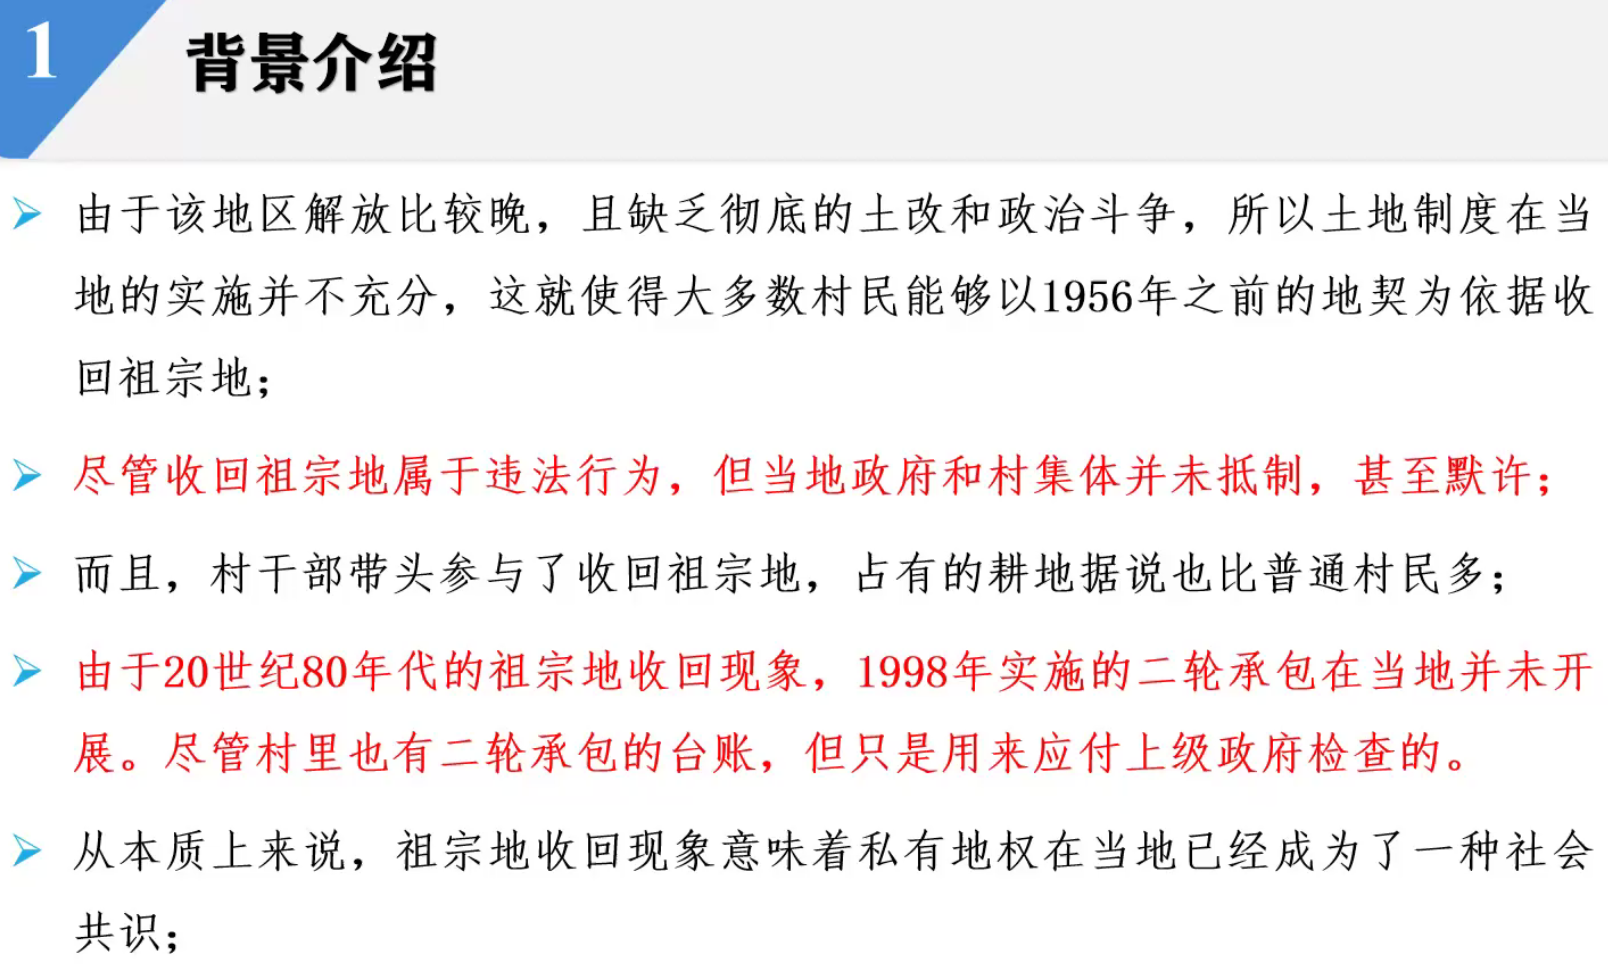 1
背景介绍
由于该地区解放比较晚，且缺乏彻底的土改和政治斗争，所以土地制度在当
地的实施并不充分，这就使得大多数村民能够以1956年之前的地契为依据收
回祖宗地；
尽管收回祖宗地属于违法行为，但当地政府和村集体并未抵制，甚至默许；
而且，村干部带头参与了收回祖宗地，占有的耕地据说也比普通村民多；
由于20世纪80年代的祖宗地收回现象，1998年实施的二轮承包在当地并未开
展。尽管村里也有二轮承包的台账，但只是用来应付上级政府检查的。
从本质上来说，祖宗地收回现象意味着私有地权在当地已经成为了一种社会
共识；